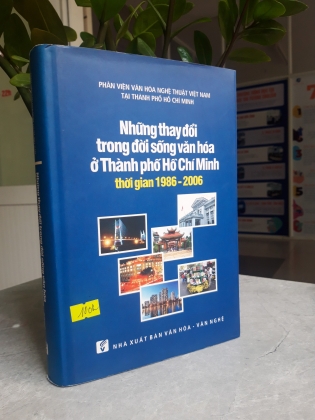 PHÂN VIỆN VĂN HÓA NGHỆ THUẬT VIỆT NAM
TẠI THÀNH PHỐ HỒ CHÍ MINH
Những thay đổi
trong đời sống văn hóa
ở Thành phố Hồ Chí Minh
thời gian 1986 - 2006
NHÀ XUẤT BẢN VĂN HÓA - VĂN NGHỆ